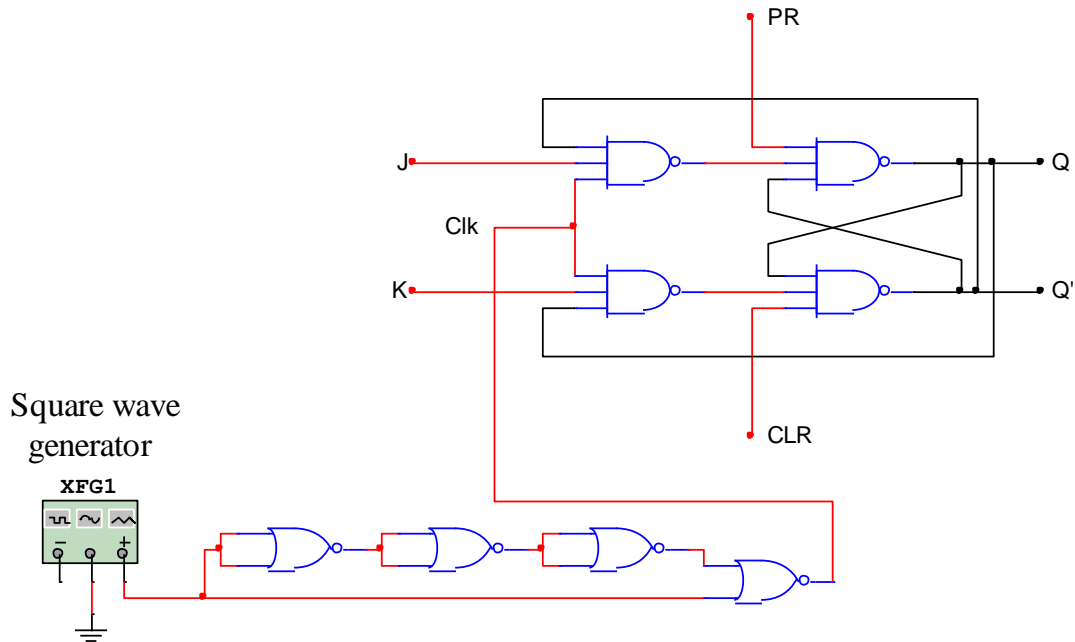 PR
J
Q
Clk
K
Q'
CLR
Square wave
generator
XFG1
− +